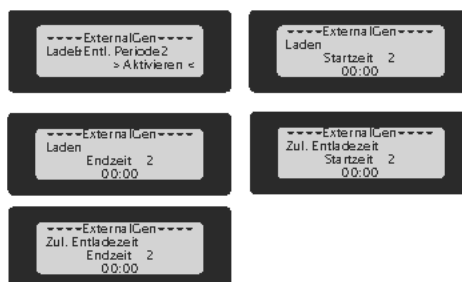 ----ExternalGen----
Lade&Entl. Periode2
> Aktivieren <
----ExternalGen----
Laden
Startzeit 2
00:00
----ExternalGen----
Laden
Endzeit 2
00:00
----ExternalGen----
Zul. Entladezeit
Startzeit 2
00:00
----ExternalGen----
Zul. Entladezeit
Endzeit 2
00:00